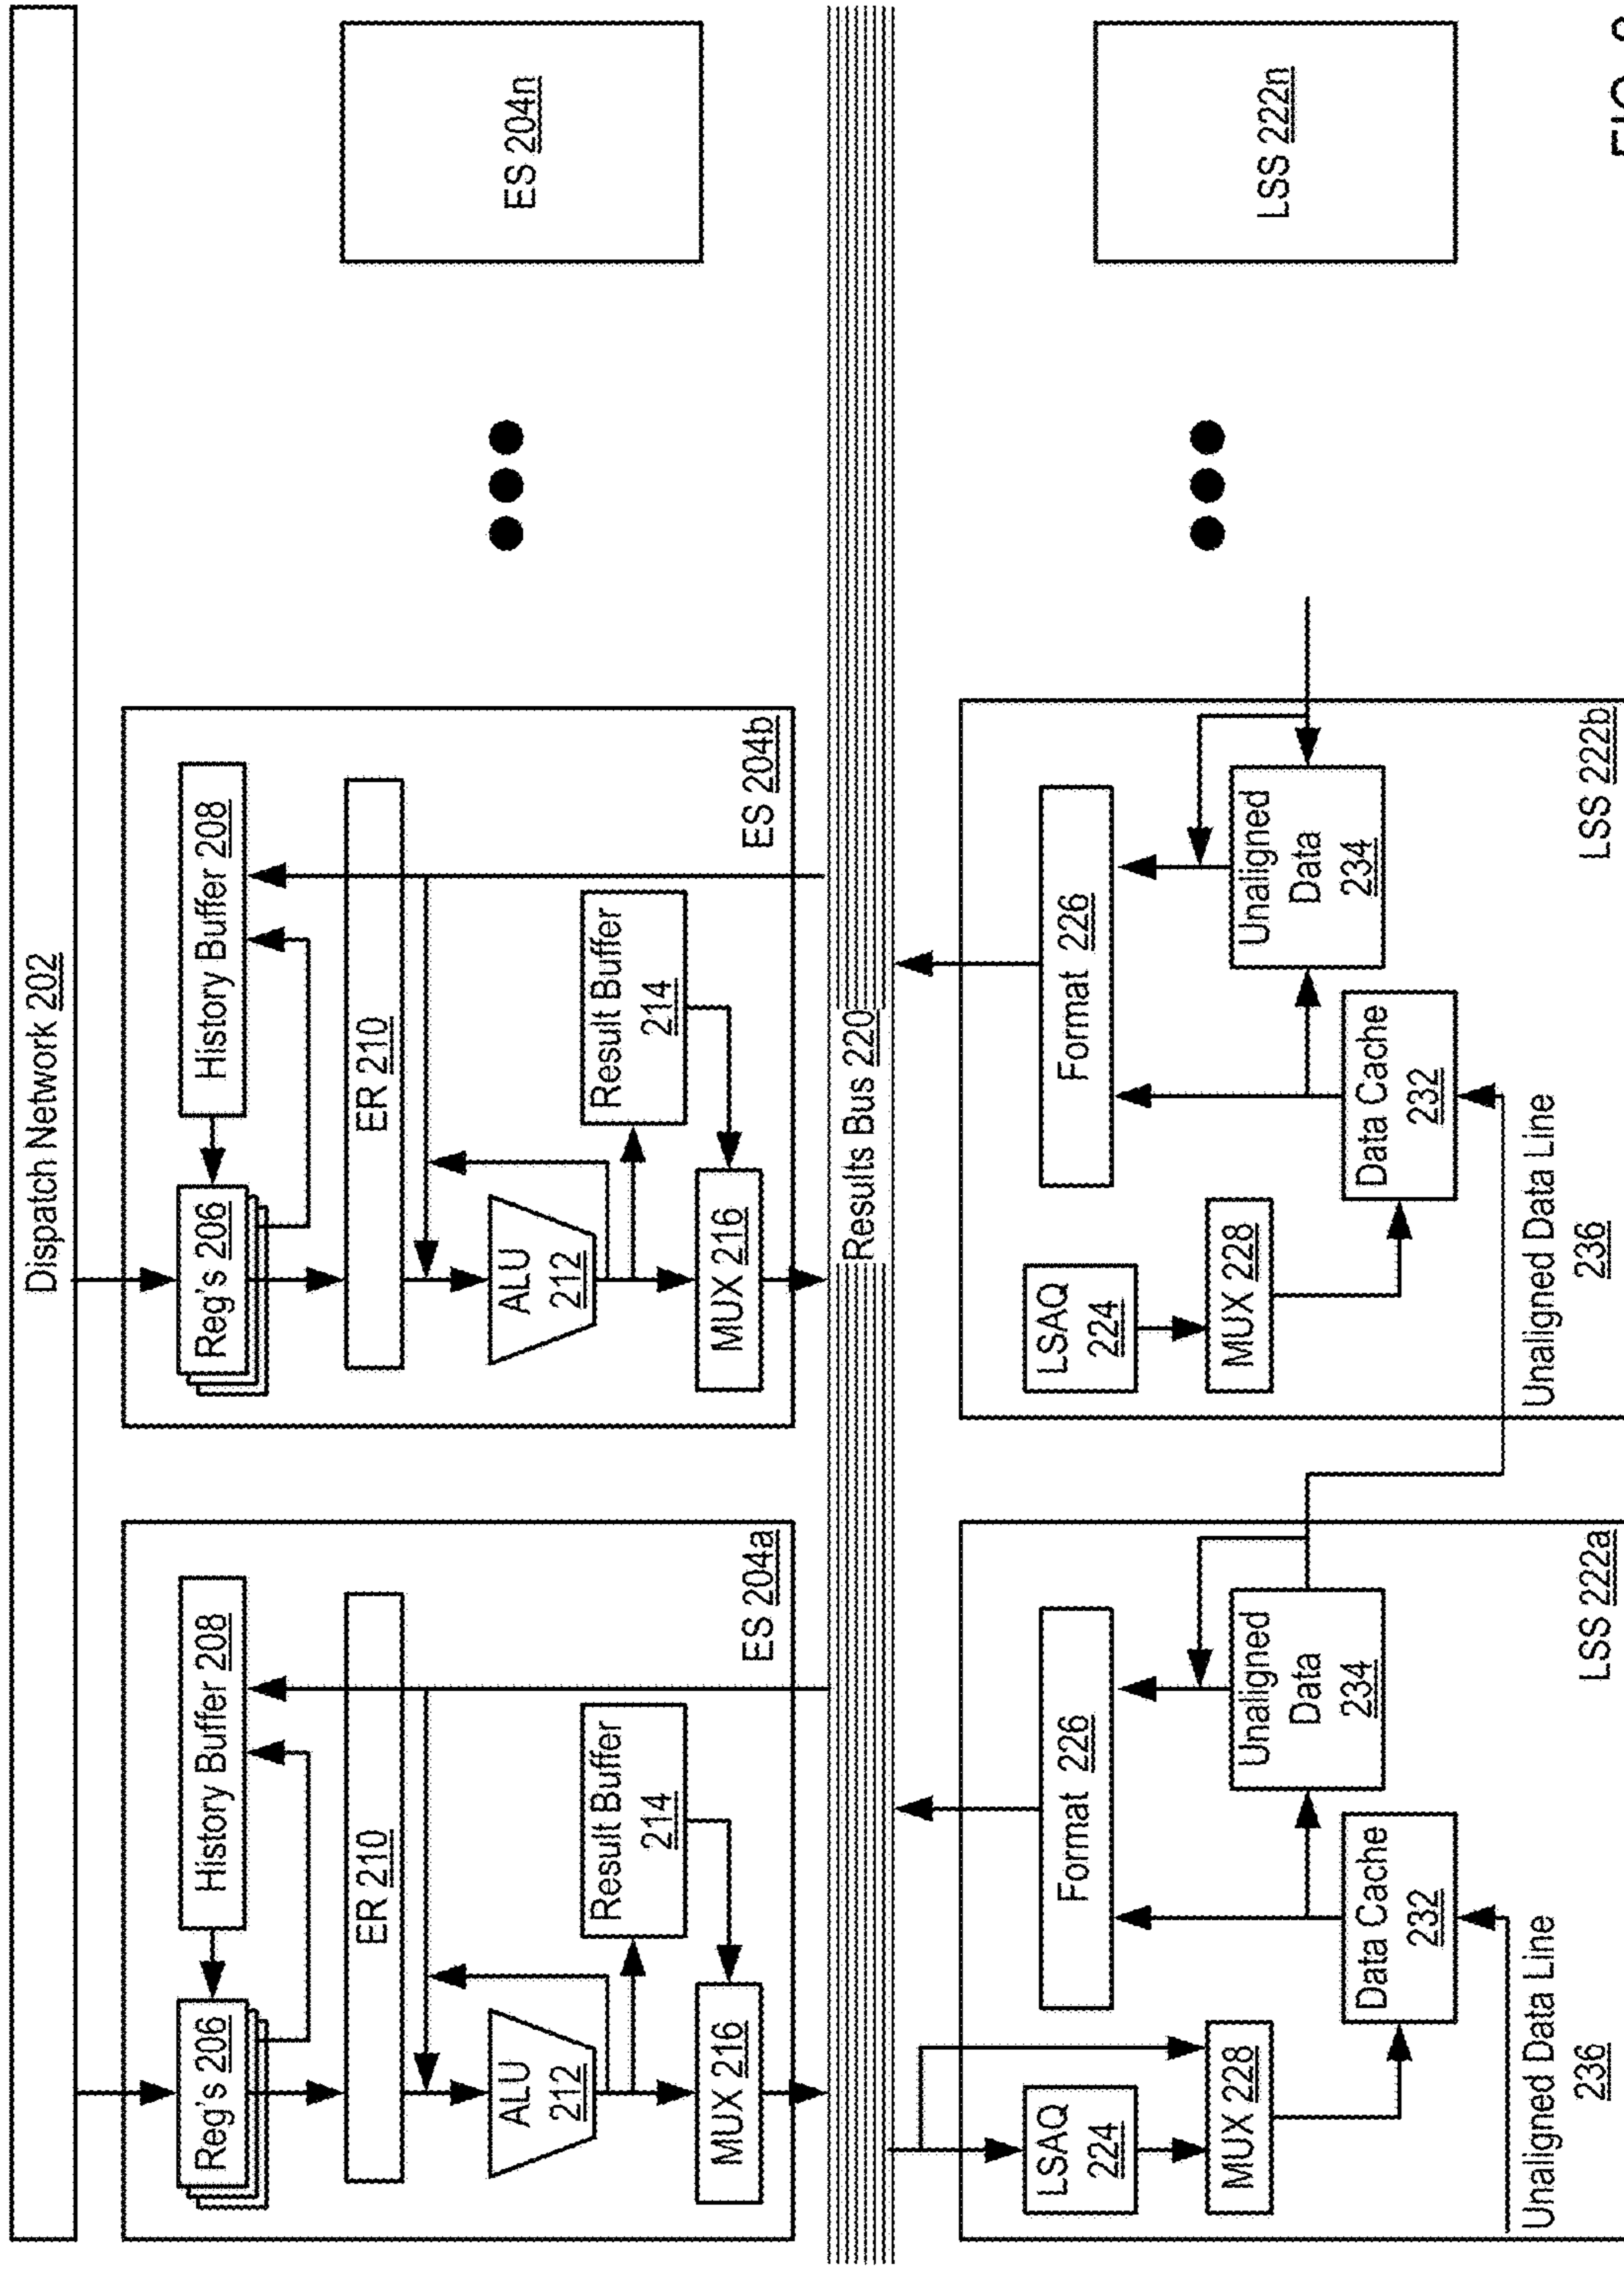 Dispatch Network 202
Reg's 206
History Buffer 208
ER 210
ALU
212
Result Buffer
214
MUX 216
ES 204a
Reg's 206
History Buffer 208
ER 210
ALU
212
Result Buffer
214
MUX 216
ES 204b
ES 204n
Results Bus 220
LSAQ
224
MUX 228
Format 226
Data Cache
232
Unaligned
Data
234
Unaligned Data Line
236
LSS 222a
LSAQ
224
MUX 228
Format 226
Data Cache
232
Unaligned
Data
234
Unaligned Data Line
236
LSS 222b
LSS 222n